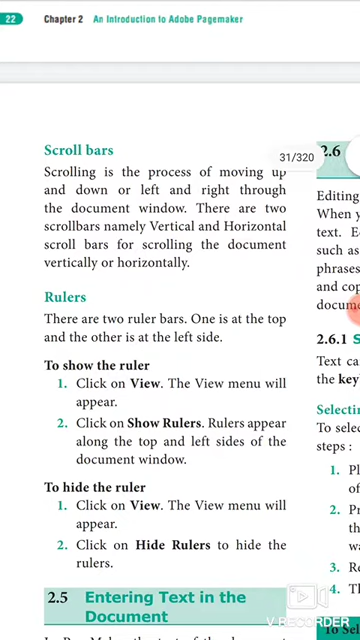 22 Chapter 2 An Introduction to Adobe Pagemaker
Scroll bars
Scrolling is the process of moving up
and down or left and right through
the document window. There are two
scrollbars namely Vertical and Horizontal
scroll bars for scrolling the document
vertically or horizontally.
Rulers
There are two ruler bars. One is at the top
and the other is at the left side.
To show the ruler
1. Click on View. The View menu will
appear.
2. Click on Show Rulers. Rulers appear
along the top and left sides of the
document window.
To hide the ruler
1. Click on View. The View menu will
appear.
2. Click on Hide Rulers to hide the
rulers.
2.5 Entering Text in the
Document
31/320
2.6
Editing
When y
text. E
such as
phrases
and cop
docume
2.6.1 S
Text ca
the key
Selectin
To selec
steps :
1. Pl
of
2. Pr
th
wa
3. Re
4. Th
To Sele
V RECORDER